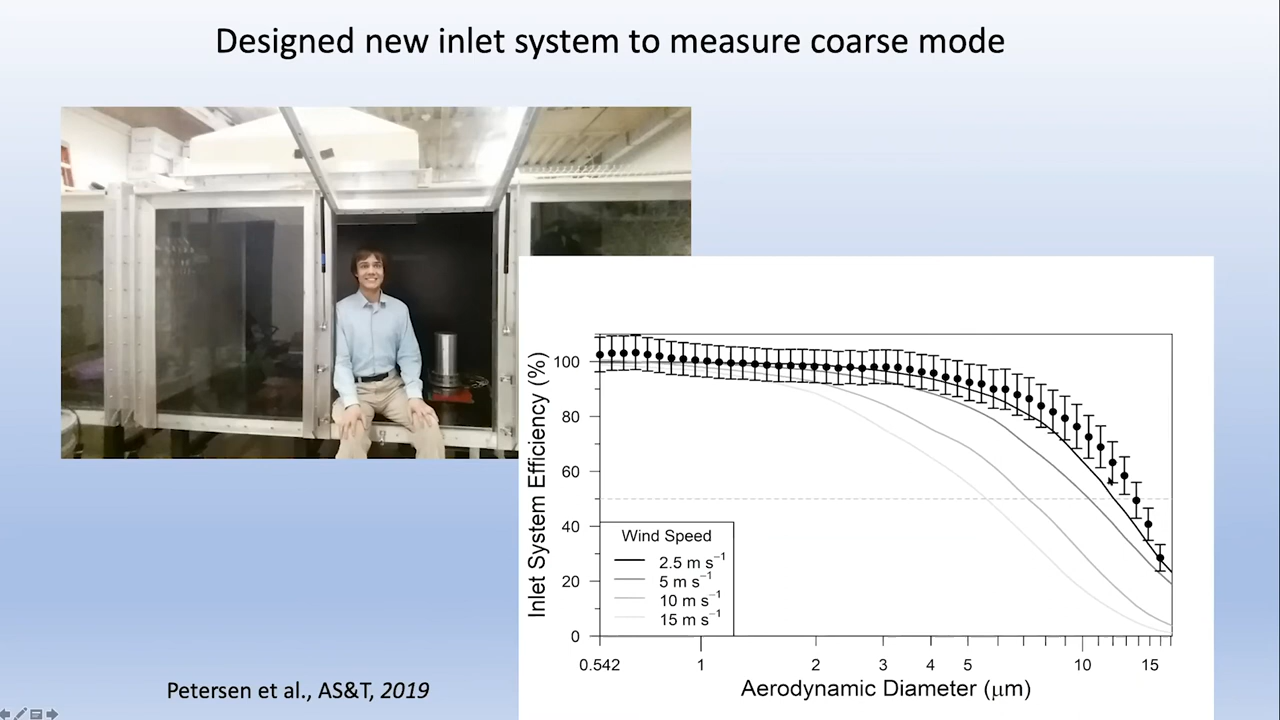 Designed new inlet system to measure coarse mode
Inlet System Efficiency (%)
100
80
60
40
20
0
Wind Speed
2.5 m s⁻¹
5 m s⁻¹
10 m s⁻¹
15 m s⁻¹
0.542 1 2 3 4 5 10 15
Aerodynamic Diameter (μm)
Petersen et al., AS&T, 2019